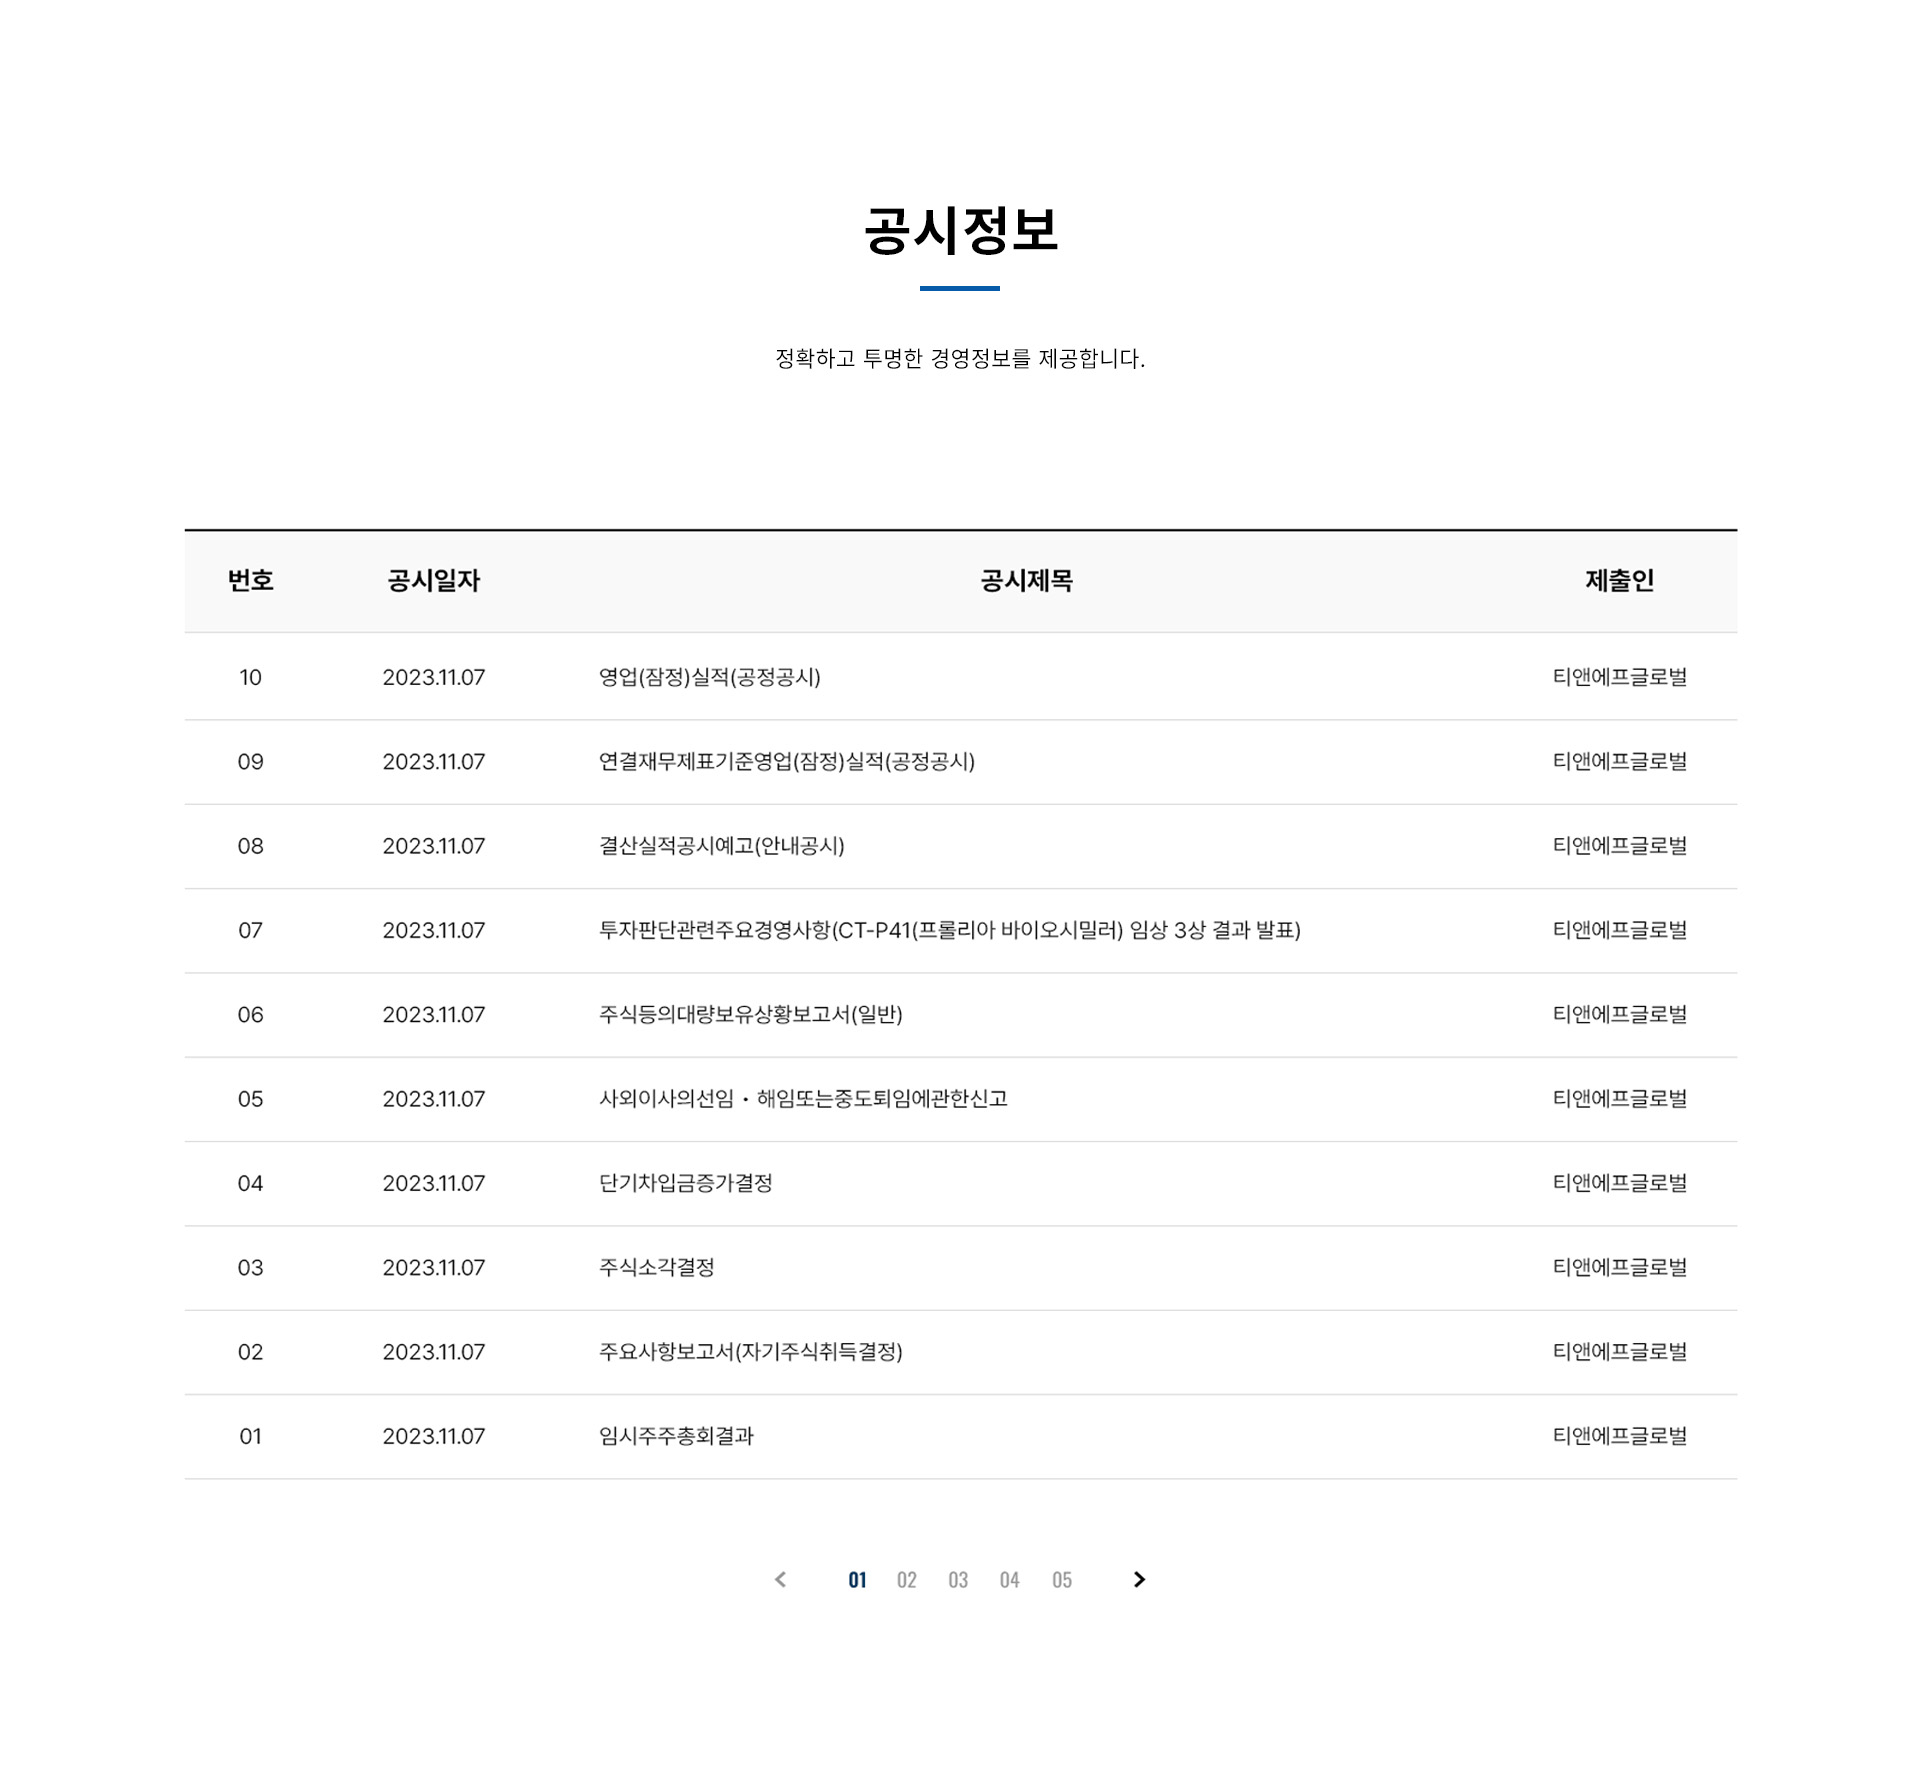 공시정보
정확하고 투명한 경영정보를 제공합니다.
번호 공시일자 공시제목 제출인
10 2023.11.07 영업(잠정)실적(공정공시) 티앤에프글로벌
09 2023.11.07 연결재무제표기준영업(잠정)실적(공정공시) 티앤에프글로벌
08 2023.11.07 결산실적공시예고(안내공시) 티앤에프글로벌
07 2023.11.07 투자판단관련주요경영사항(CT-P41(프롤리아 바이오시밀러) 임상 3상 결과 발표) 티앤에프글로벌
06 2023.11.07 주식등의대량보유상황보고서(일반) 티앤에프글로벌
05 2023.11.07 사외이사의선임・해임또는중도퇴임에관한신고 티앤에프글로벌
04 2023.11.07 단기차입금증가결정 티앤에프글로벌
03 2023.11.07 주식소각결정 티앤에프글로벌
02 2023.11.07 주요사항보고서(자기주식취득결정) 티앤에프글로벌
01 2023.11.07 임시주주총회결과 티앤에프글로벌
< 01 02 03 04 05 >